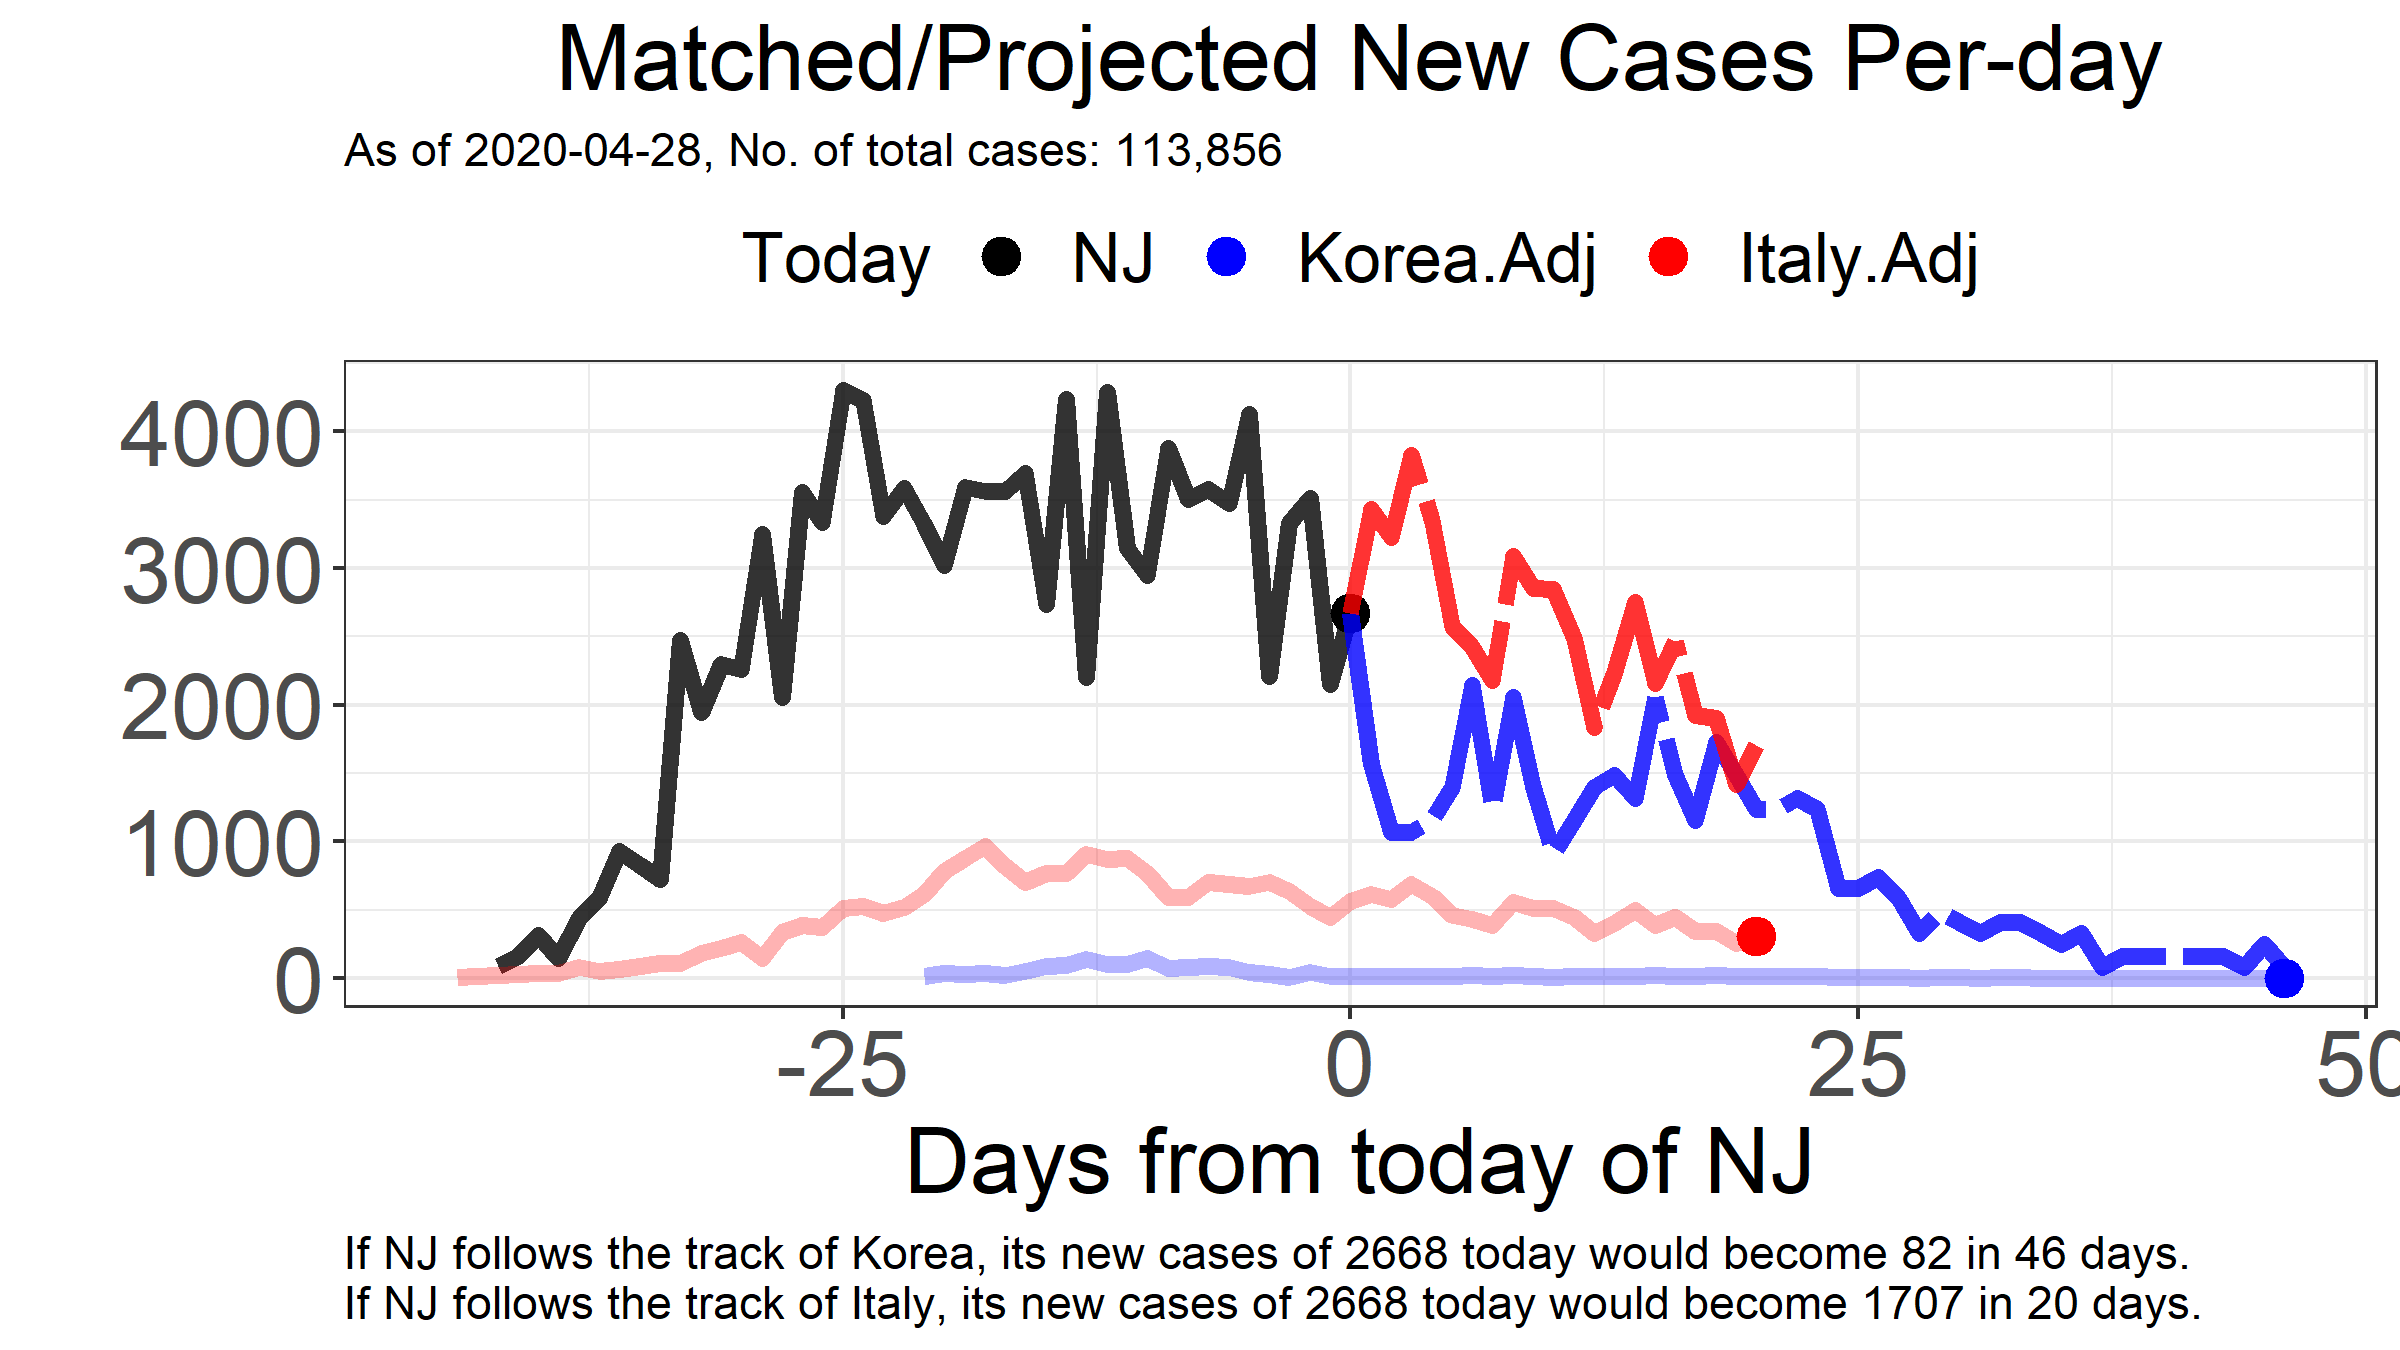 Matched/Projected New Cases Per-day
As of 2020-04-28, No. of total cases: 113,856
Today NJ Korea.Adj Italy.Adj
4000
3000
2000
1000
0
-25 0 25 50
Days from today of NJ
If NJ follows the track of Korea, its new cases of 2668 today would become 82 in 46 days.
If NJ follows the track of Italy, its new cases of 2668 today would become 1707 in 20 days.